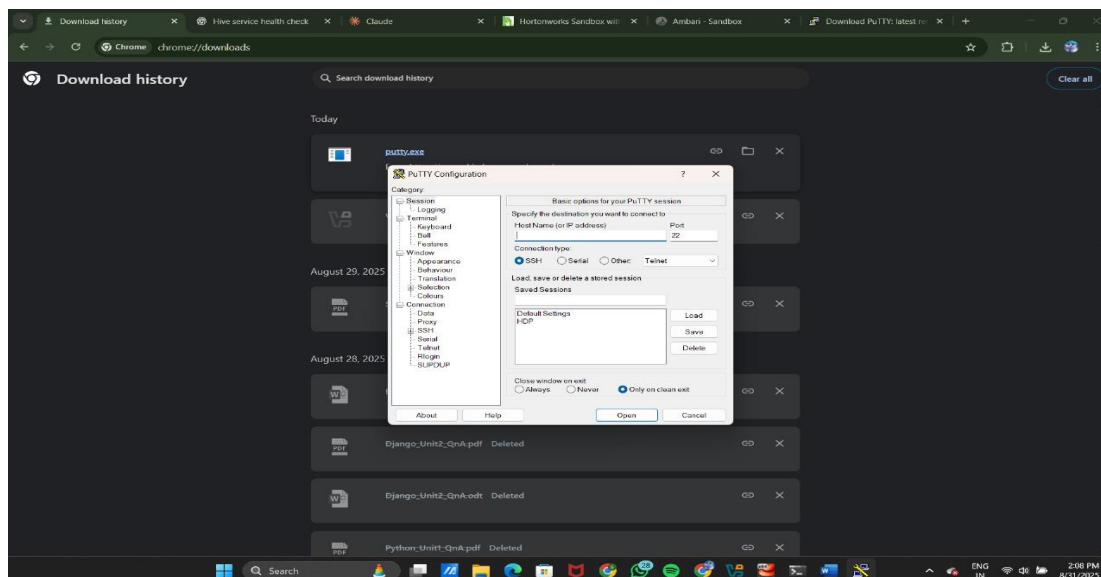 Download history
Hive service health check
Claude
Hortonworks Sandbox with
Ambari - Sandbox
Download PuTTY: latest re
Chrome
chrome://downloads
Download history
Search download history
Clear all
Today
putty.exe
PuTTY Configuration
?
Category:
Session
Logging
Terminal
Keyboard
Bell
Features
Window
Appearance
Behaviour
Translation
Selection
Colours
Connection
Data
Proxy
SSH
Serial
Telnet
Rlogin
SUPDUP
Basic options for your PuTTY session
Specify the destination you want to connect to
Host Name (or IP address)
Port
22
Connection type:
SSH
Serial
Other:
Telnet
Load, save or delete a stored session
Saved Sessions
Default Settings
HDP
Load
Save
Delete
Close window on exit:
Always
Never
Only on clean exit
About
Help
Open
Cancel
August 29, 2025
PDF
August 28, 2025
Django_Unit2_QnA.pdf Deleted
PDF
Django_Unit2_QnA.odt Deleted
Python_Unit1_QnA.pdf Deleted
PDF
Search
28
ENG
IN
2:08 PM
8/31/2025